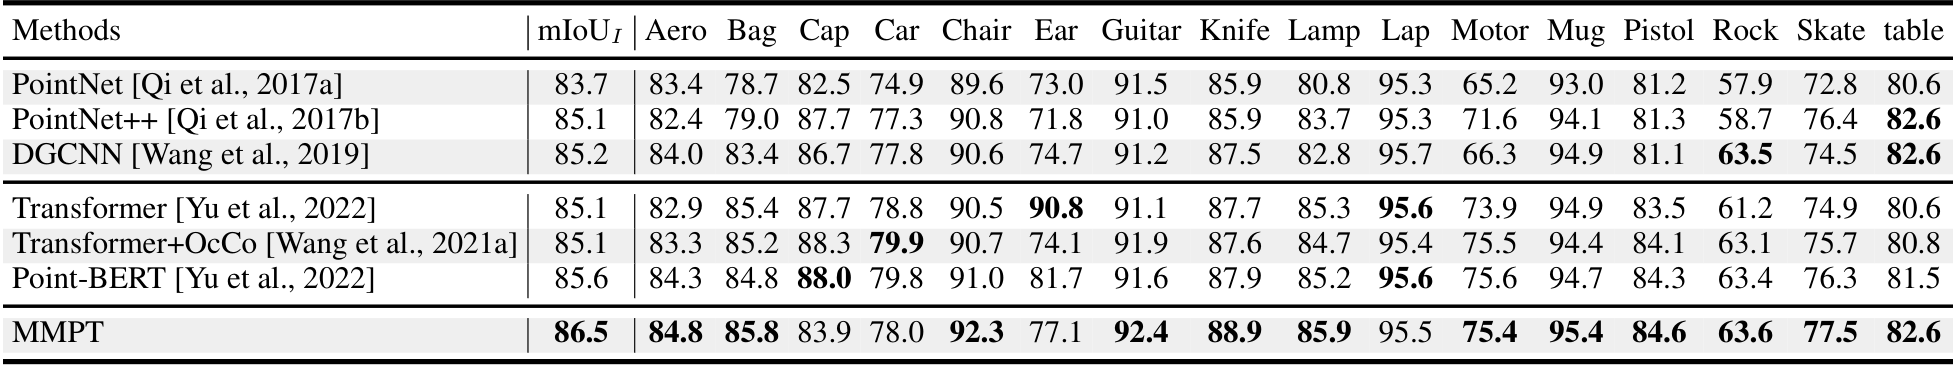 Methods mIoU_I Aero Bag Cap Car Chair Ear Guitar Knife Lamp Lap Motor Mug Pistol Rock Skate table
PointNet [Qi et al., 2017a] 83.7 83.4 78.7 82.5 74.9 89.6 73.0 91.5 85.9 80.8 95.3 65.2 93.0 81.2 57.9 72.8 80.6
PointNet++ [Qi et al., 2017b] 85.1 82.4 79.0 87.7 77.3 90.8 71.8 91.0 85.9 83.7 95.3 71.6 94.1 81.3 58.7 76.4 82.6
DGCNN [Wang et al., 2019] 85.2 84.0 83.4 86.7 77.8 90.6 74.7 91.2 87.5 82.8 95.7 66.3 94.9 81.1 63.5 74.5 82.6
Transformer [Yu et al., 2022] 85.1 82.9 85.4 87.7 78.8 90.5 90.8 91.1 87.7 85.3 95.6 73.9 94.9 83.5 61.2 74.9 80.6
Transformer+OcCo [Wang et al., 2021a] 85.1 83.3 85.2 88.3 79.9 90.7 74.1 91.9 87.6 84.7 95.4 75.5 94.4 84.1 63.1 75.7 80.8
Point-BERT [Yu et al., 2022] 85.6 84.3 84.8 88.0 79.8 91.0 81.7 91.6 87.9 85.2 95.6 75.6 94.7 84.3 63.4 76.3 81.5
MMPT 86.5 84.8 85.8 83.9 78.0 92.3 77.1 92.4 88.9 85.9 95.5 75.4 95.4 84.6 63.6 77.5 82.6